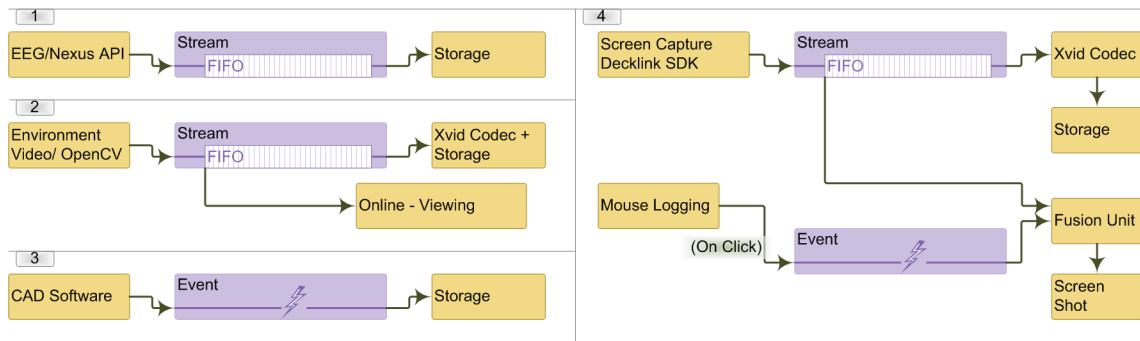 1
EEG/Nexus API
Stream
FIFO
Storage
2
Environment
Video/ OpenCV
Stream
FIFO
Xvid Codec +
Storage
Online - Viewing
3
CAD Software
Event
Storage
4
Screen Capture
Decklink SDK
Stream
FIFO
Xvid Codec
Storage
Mouse Logging
(On Click)
Event
Fusion Unit
Screen
Shot